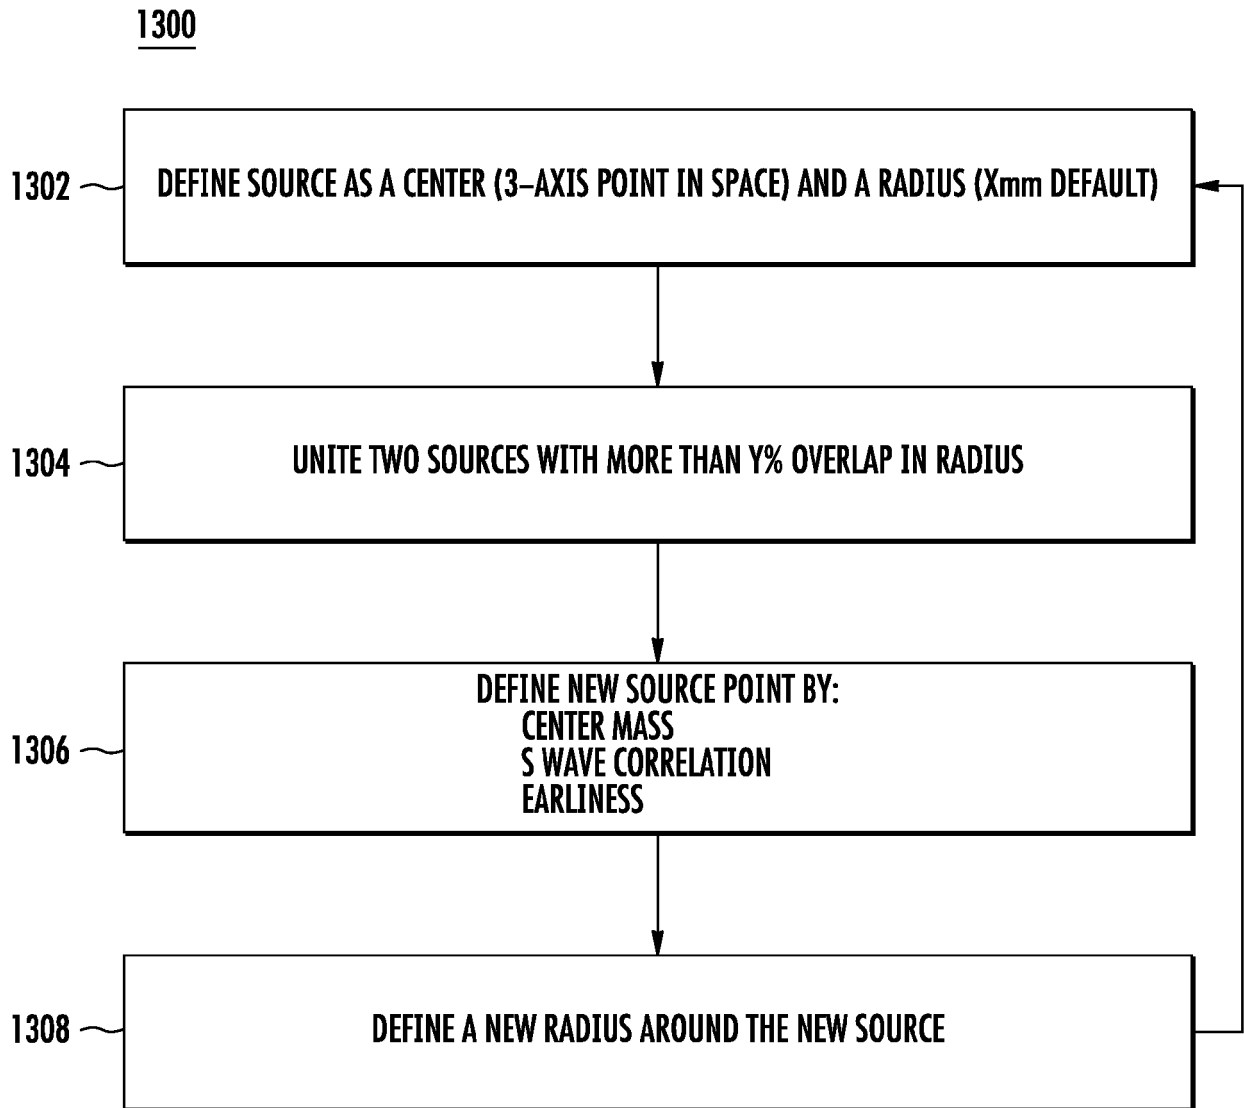 1300
1302
DEFINE SOURCE AS A CENTER (3-AXIS POINT IN SPACE) AND A RADIUS (Xmm DEFAULT)
1304
UNITE TWO SOURCES WITH MORE THAN Y% OVERLAP IN RADIUS
1306
DEFINE NEW SOURCE POINT BY:
CENTER MASS
S WAVE CORRELATION
EARLINESS
1308
DEFINE A NEW RADIUS AROUND THE NEW SOURCE